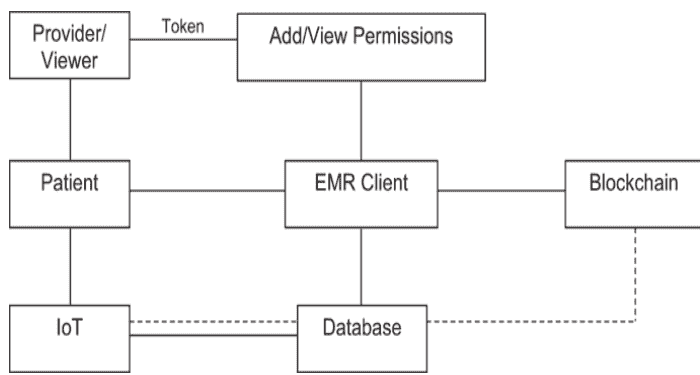 Provider/
Viewer
Token
Add/View Permissions
Patient
EMR Client
Blockchain
IoT
Database